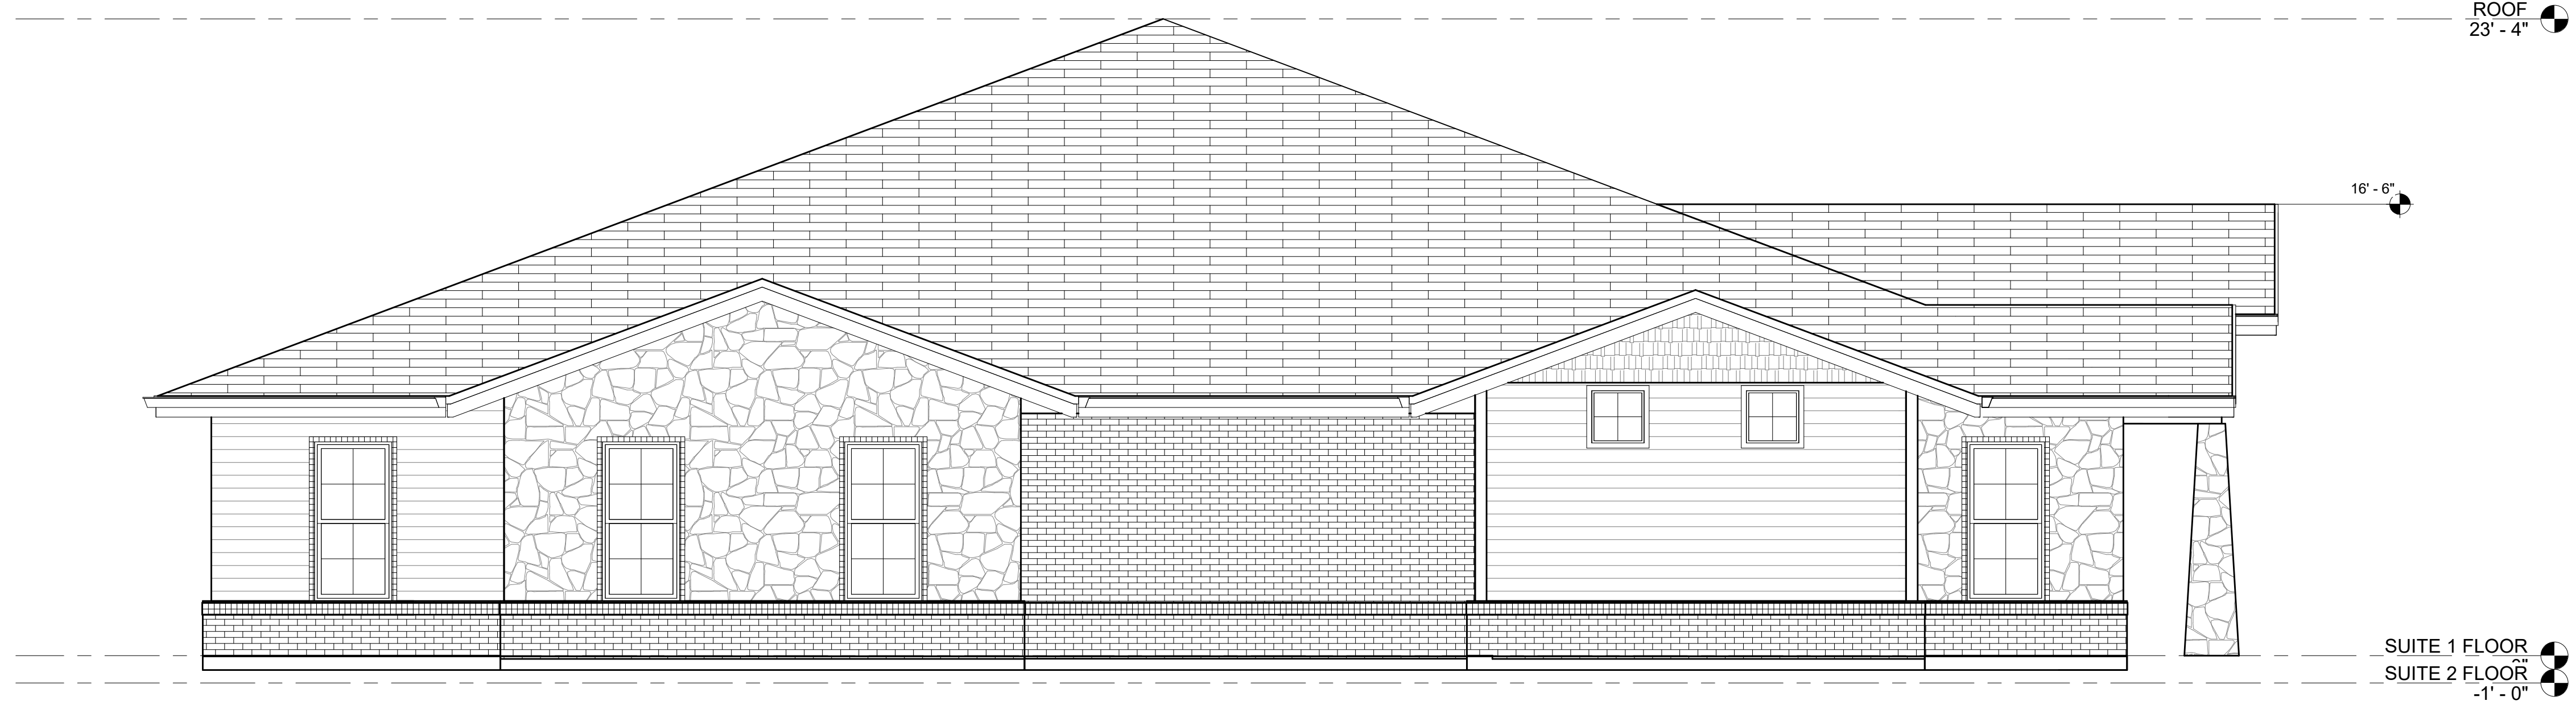 ROOF
23' - 4"
16' - 6"
SUITE 1 FLOOR
SUITE 2 FLOOR
-1' - 0"